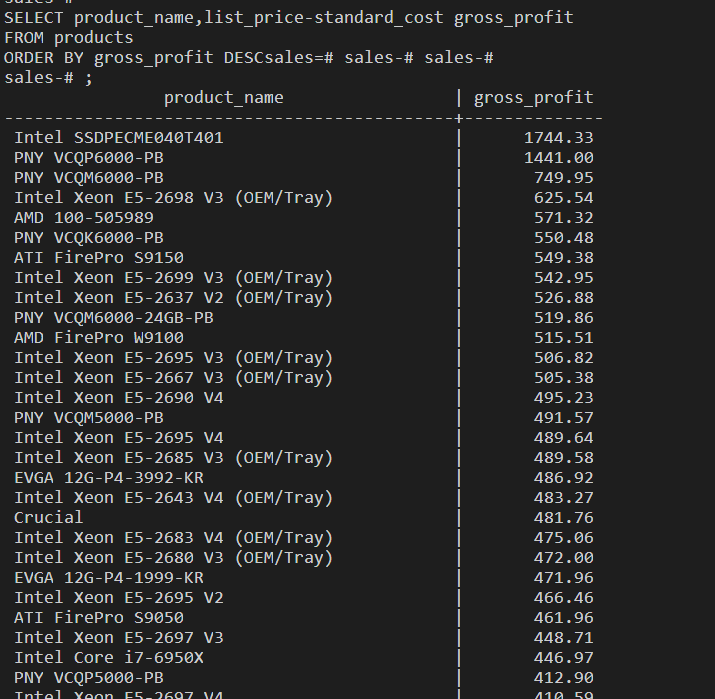 sales-#
SELECT product_name,list_price-standard_cost gross_profit
FROM products
ORDER BY gross_profit DESCsales=# sales-# sales-#
sales-# ;
product_name | gross_profit
---------------------------------------------+--------------
Intel SSDPECME040T401 | 1744.33
PNY VCQP6000-PB | 1441.00
PNY VCQM6000-PB | 749.95
Intel Xeon E5-2698 V3 (OEM/Tray) | 625.54
AMD 100-505989 | 571.32
PNY VCQK6000-PB | 550.48
ATI FirePro S9150 | 549.38
Intel Xeon E5-2699 V3 (OEM/Tray) | 542.95
Intel Xeon E5-2637 V2 (OEM/Tray) | 526.88
PNY VCQM6000-24GB-PB | 519.86
AMD FirePro W9100 | 515.51
Intel Xeon E5-2695 V3 (OEM/Tray) | 506.82
Intel Xeon E5-2667 V3 (OEM/Tray) | 505.38
Intel Xeon E5-2690 V4 | 495.23
PNY VCQM5000-PB | 491.57
Intel Xeon E5-2695 V4 | 489.64
Intel Xeon E5-2685 V3 (OEM/Tray) | 489.58
EVGA 12G-P4-3992-KR | 486.92
Intel Xeon E5-2643 V4 (OEM/Tray) | 483.27
Crucial | 481.76
Intel Xeon E5-2683 V4 (OEM/Tray) | 475.06
Intel Xeon E5-2680 V3 (OEM/Tray) | 472.00
EVGA 12G-P4-1999-KR | 471.96
Intel Xeon E5-2695 V2 | 466.46
ATI FirePro S9050 | 461.96
Intel Xeon E5-2697 V3 | 448.71
Intel Core i7-6950X | 446.97
PNY VCQP5000-PB | 412.90
Intel Xeon E5-2697 V4 | 410.59